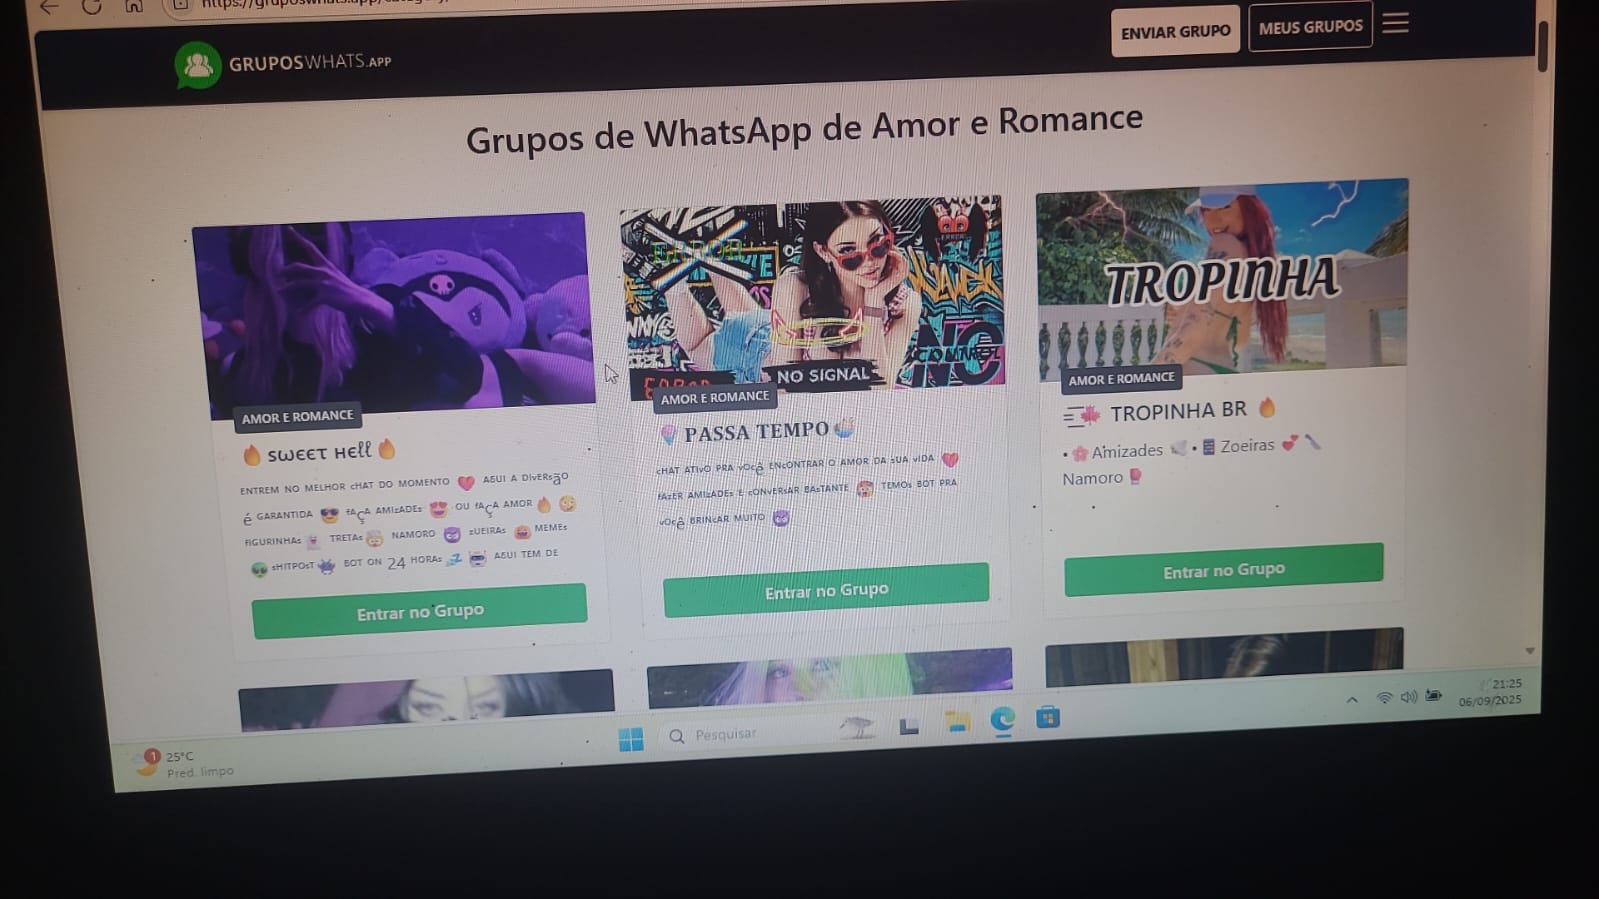 GRUPOSWHATS.APP
ENVIAR GRUPO
MEUS GRUPOS
Grupos de WhatsApp de Amor e Romance
AMOR E ROMANCE
🔥 SWEET HELL 🔥
ENTREM NO MELHOR CHAT DO MOMENTO 💖 AQUI A DIVERSÃO
É GARANTIDA 😎 FAÇA AMIZADES 😍 OU FAÇA AMOR 🔥
FIGURINHAS 👻 TRETAS NAMORO 😈 ZUEIRAS MEMES
👽 SHITPOST 👾 BOT ON 24 HORAS 💤 🤖 AQUI TEM DE
Entrar no Grupo
ERROR
NO SIGNAL
AMOR E ROMANCE
PASSA TEMPO
CHAT ATIVO PRA VOCÊ ENCONTRAR O AMOR DA SUA VIDA 💖
FAZER AMIZADES E CONVERSAR BASTANTE TEMOS BOT PRA
VOCÊ BRINCAR MUITO 😈
Entrar no Grupo
TROPINHA
AMOR E ROMANCE
TROPINHA BR 🔥
• 🌸 Amizades • Zoeiras 💕
Namoro
Entrar no Grupo
1
25°C
Pred. limpo
Pesquisar
21:25
06/09/2025